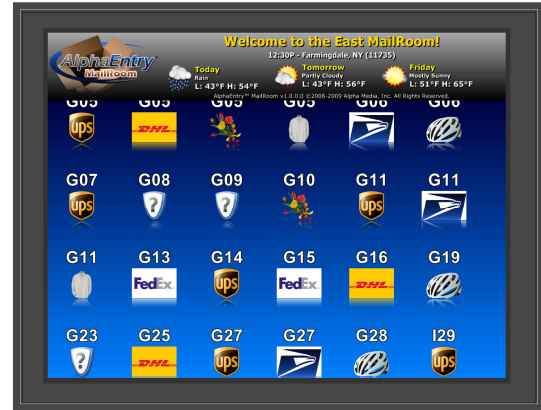 Welcome to the East MailRoom!
12:30P - Farmingdale, NY (11735)
AlphaEntry
MailRoom
Today
Rain
L: 43°F H: 54°F
Tomorrow
Partly Cloudy
L: 43°F H: 56°F
Friday
Mostly Sunny
L: 51°F H: 65°F
AlphaEntry™ MailRoom v1.0.0.0 ©2008-2009 Alpha Media, Inc. All Rights Reserved.
G05 G05 G05 G05 G06 G06
ups DHL
G07 G08 G09 G10 G11 G11
ups ? ? ups
G11 G13 G14 G15 G16 G19
FedEx ups FedEx DHL
G23 G25 G27 G27 G28 I29
? DHL ups ups